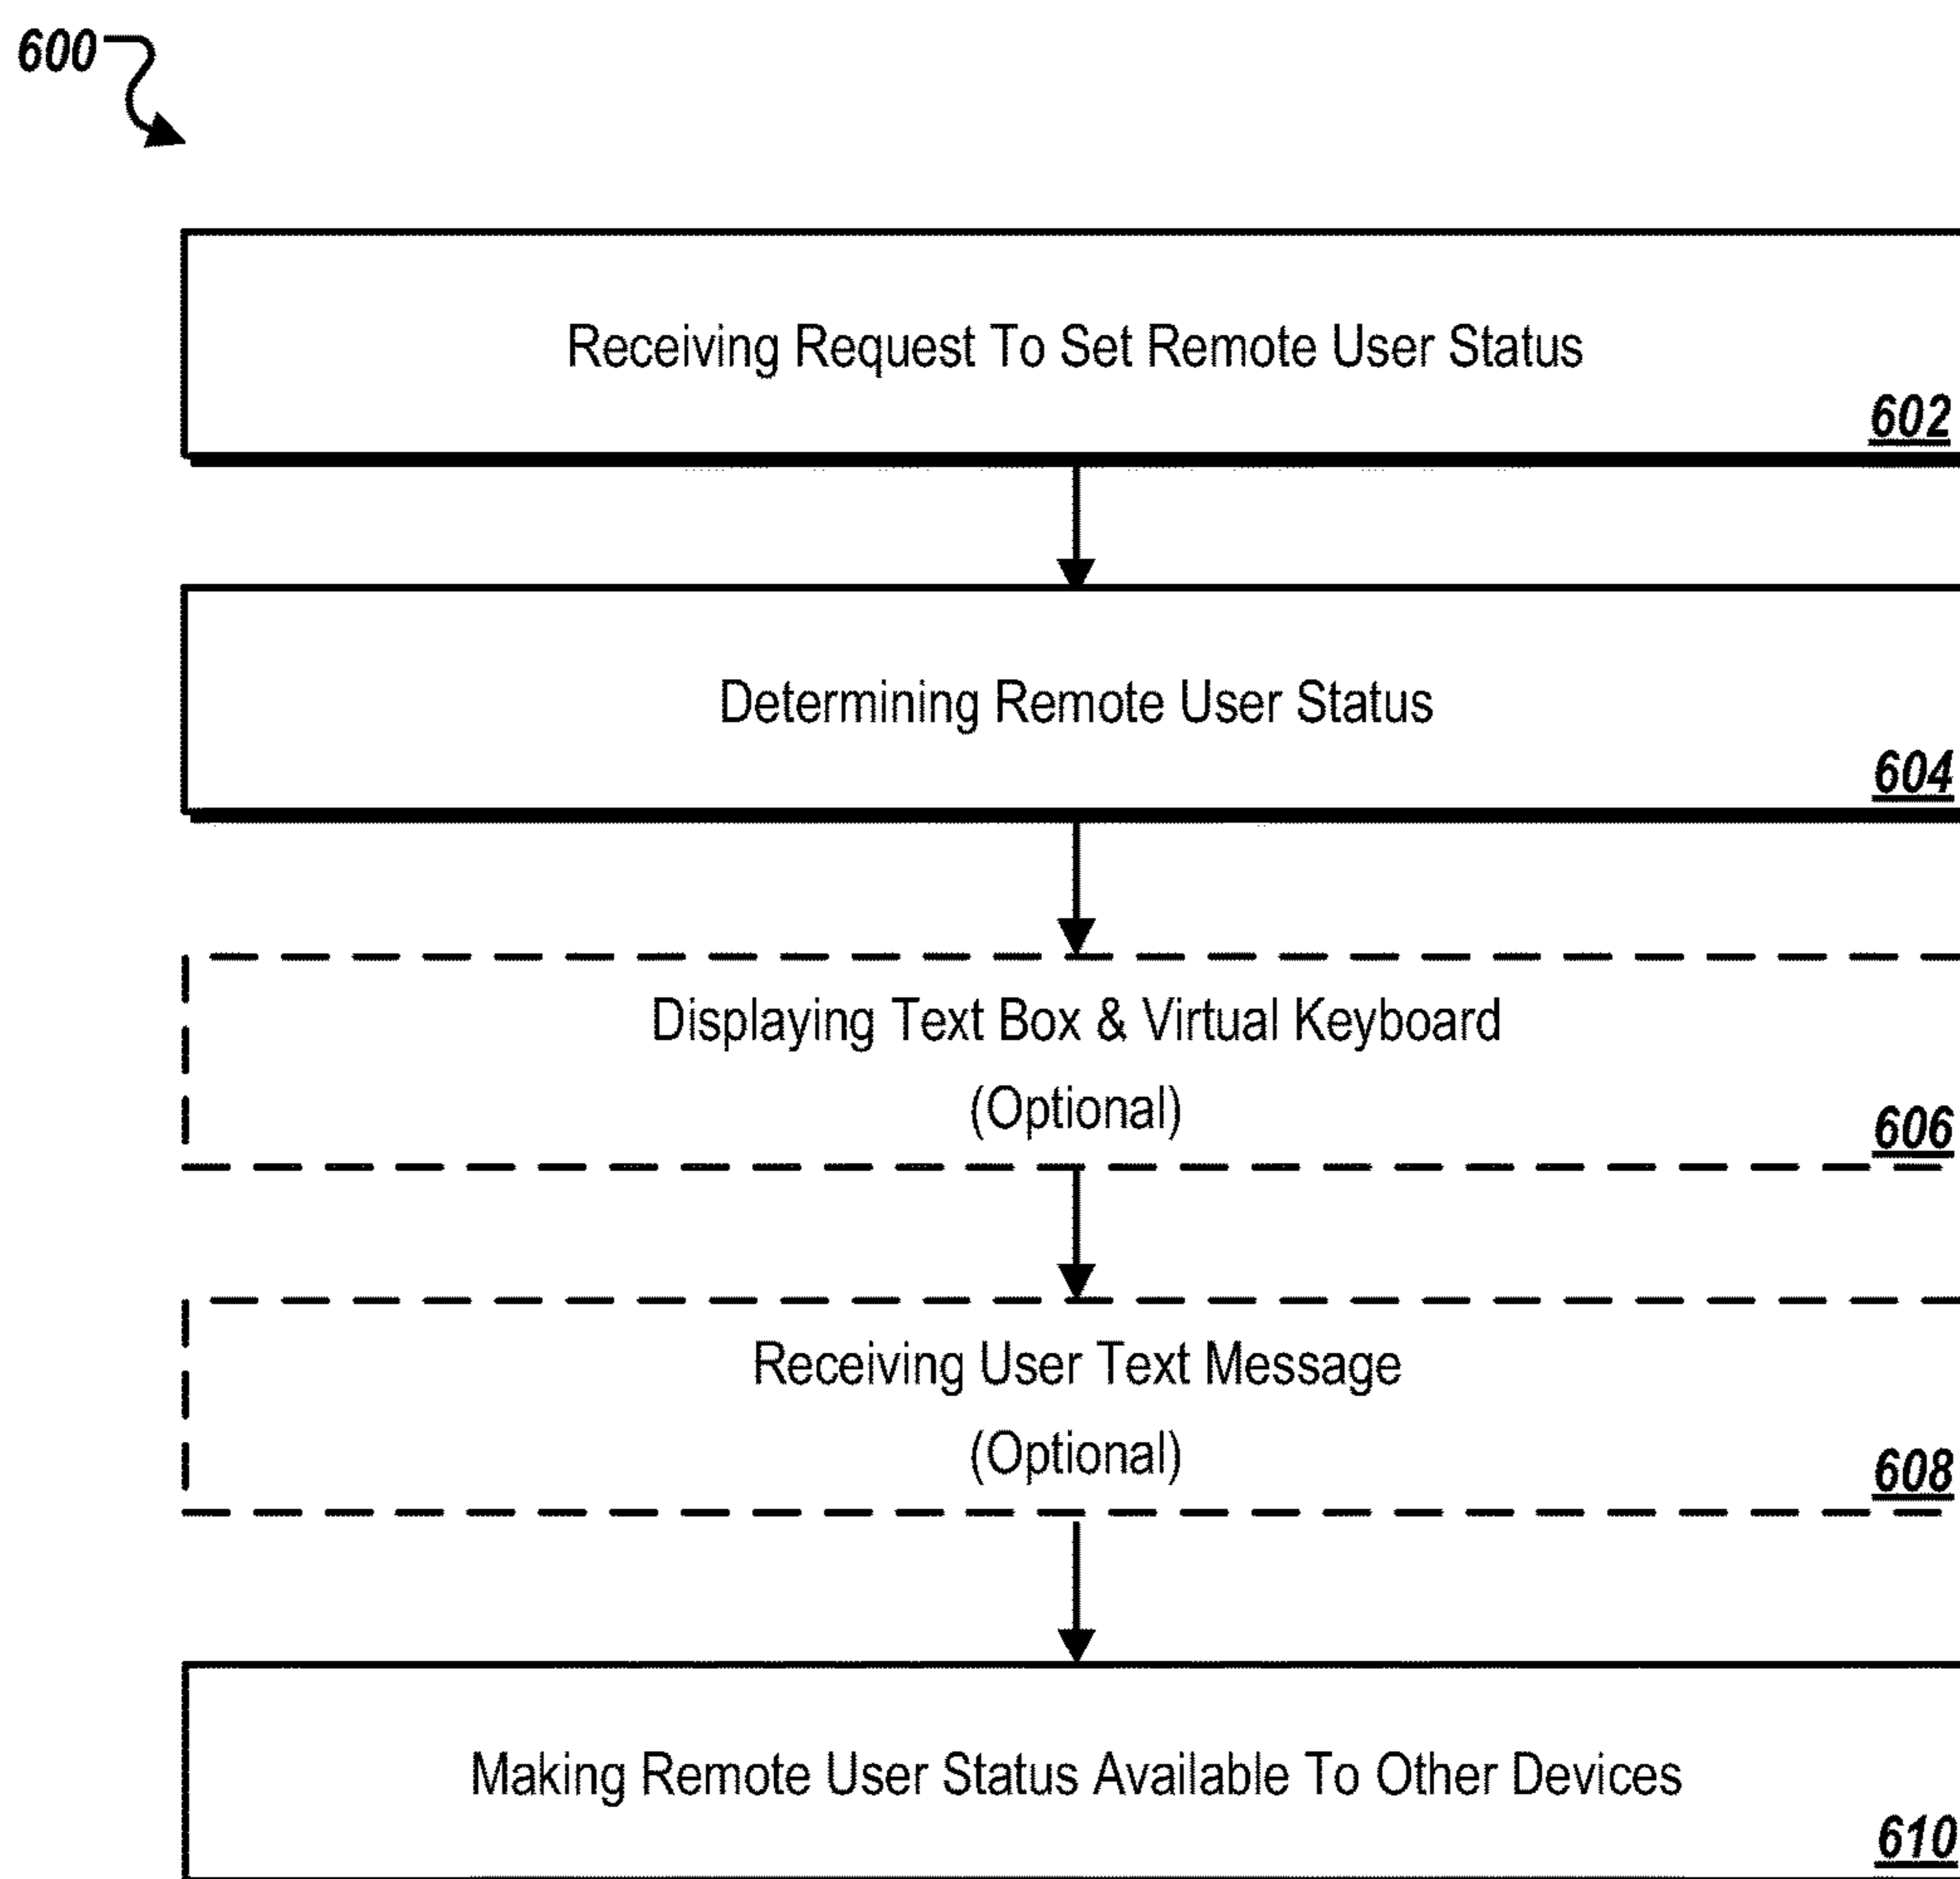 600
Receiving Request To Set Remote User Status
602
Determining Remote User Status
604
Displaying Text Box & Virtual Keyboard
(Optional)
606
Receiving User Text Message
(Optional)
608
Making Remote User Status Available To Other Devices
610